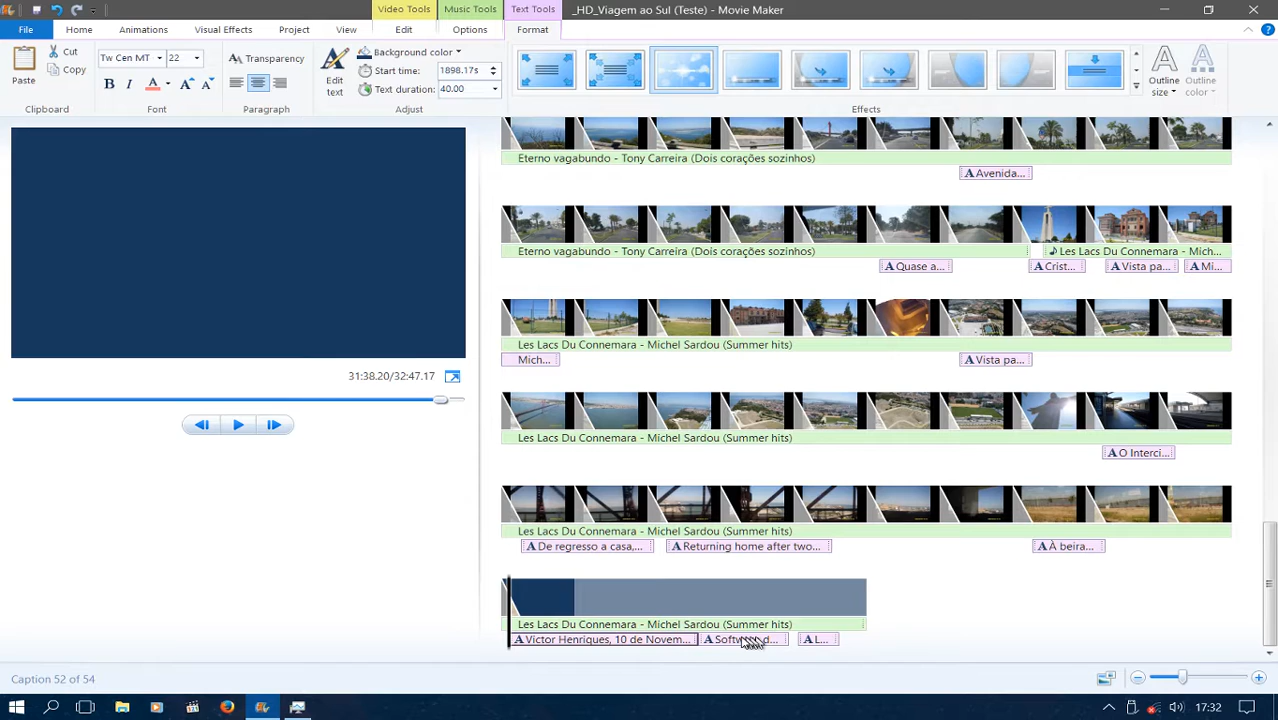 Video Tools
Music Tools
Text Tools
_HD_Viagem ao Sul (Teste) - Movie Maker
File
Home
Animations
Visual Effects
Project
View
Edit
Options
Format
Paste
Cut
Copy
Clipboard
Tw Cen MT
22
B I A A A
Font
Transparency
Paragraph
Edit text
Background color
Start time: 1898.17s
Text duration: 40.00
Adjust
Effects
Outline size
Outline color
Eterno vagabundo - Tony Carreira (Dois corações sozinhos)
A Avenida...
Eterno vagabundo - Tony Carreira (Dois corações sozinhos)
Les Lacs Du Connemara - Mich...
A Quase a...
A Crist...
A Vista pa...
A Mi...
31:38.20/32:47.17
Les Lacs Du Connemara - Michel Sardou (Summer hits)
Mich...
A Vista pa...
Les Lacs Du Connemara - Michel Sardou (Summer hits)
A O Interci...
Les Lacs Du Connemara - Michel Sardou (Summer hits)
A De regresso a casa,...
A Returning home after two...
A À beira...
Les Lacs Du Connemara - Michel Sardou (Summer hits)
A Victor Henriques, 10 de Novem...
A Softw
A L...
Caption 52 of 54
17:32